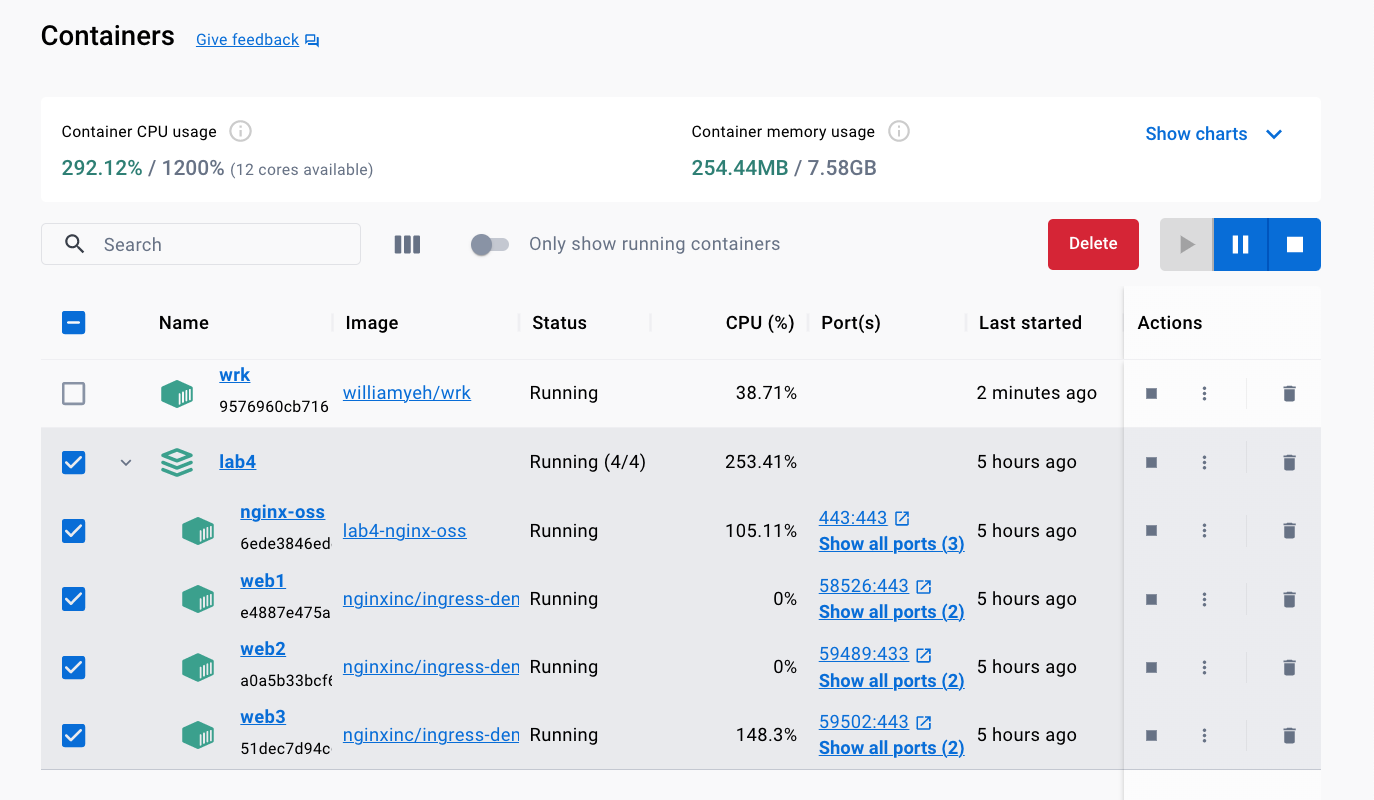 Containers Give feedback
Container CPU usage
292.12% / 1200% (12 cores available)
Container memory usage
254.44MB / 7.58GB
Show charts
Search
Only show running containers
Delete
Name Image Status CPU (%) Port(s) Last started Actions
wrk
9576960cb716
williamyeh/wrk Running 38.71% 2 minutes ago
lab4 Running (4/4) 253.41% 5 hours ago
nginx-oss
6ede3846ed
lab4-nginx-oss Running 105.11% 443:443
Show all ports (3)
5 hours ago
web1
e4887e475a
nginxinc/ingress-den Running 0% 58526:443
Show all ports (2)
5 hours ago
web2
a0a5b33bcf6
nginxinc/ingress-den Running 0% 59489:433
Show all ports (2)
5 hours ago
web3
51dec7d94c
nginxinc/ingress-den Running 148.3% 59502:443
Show all ports (2)
5 hours ago